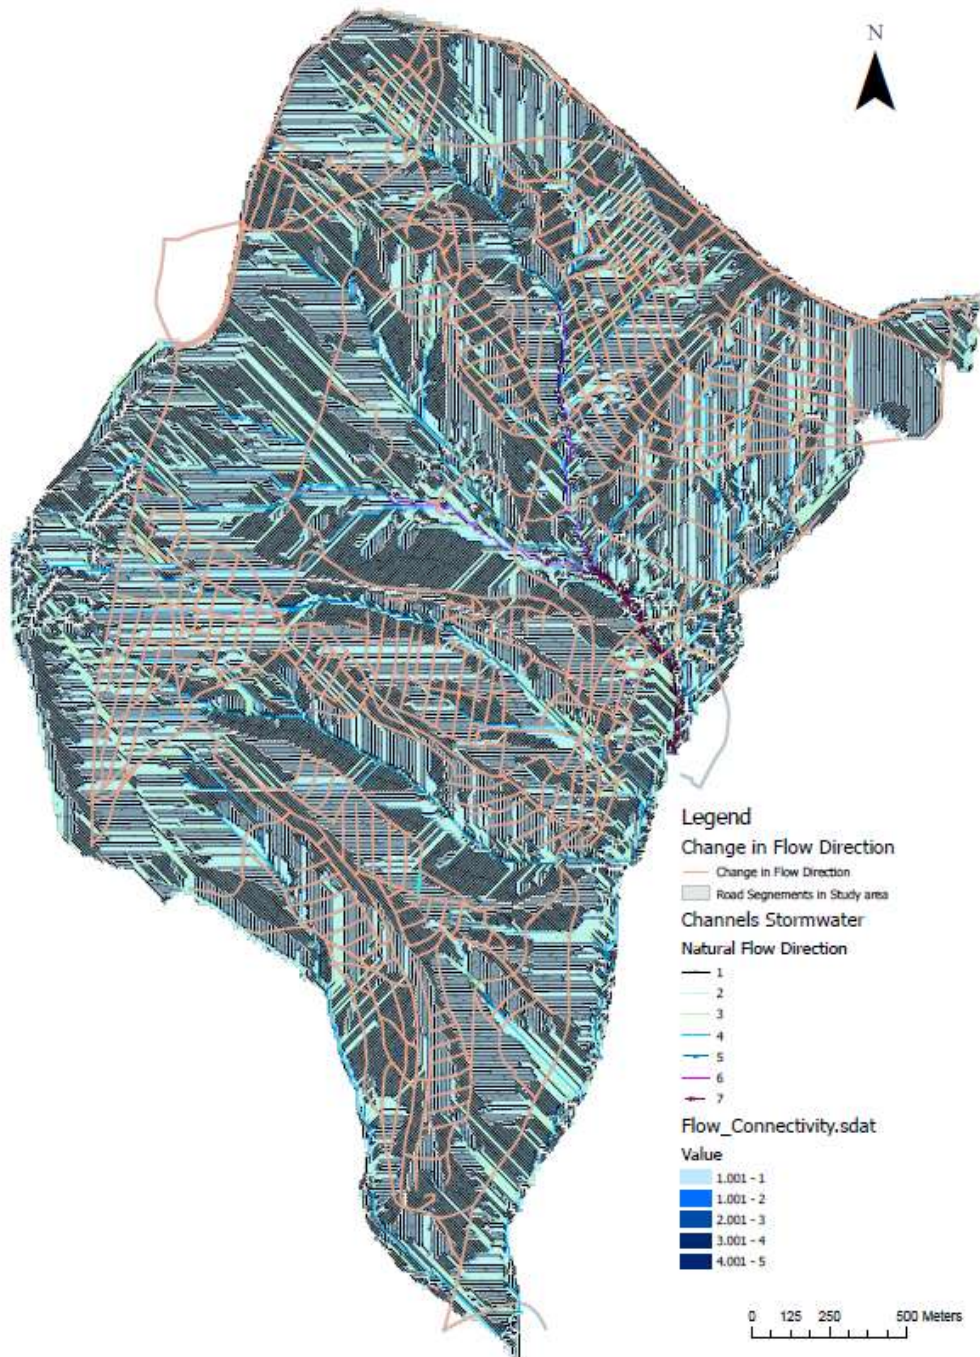 N
Legend
Change in Flow Direction
Change in Flow Direction
Road Segnements in Study area
Channels Stormwater
Natural Flow Direction
1
2
3
4
5
6
7
Flow_Connectivity.sdat
Value
1.001 - 1
1.001 - 2
2.001 - 3
3.001 - 4
4.001 - 5
0 125 250 500 Meters